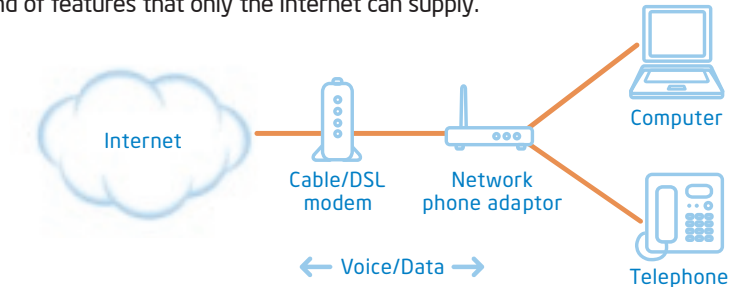 nd of features that only the Internet can supply.
Internet
Cable/DSL
modem
Network
phone adaptor
Computer
Telephone
Voice/Data